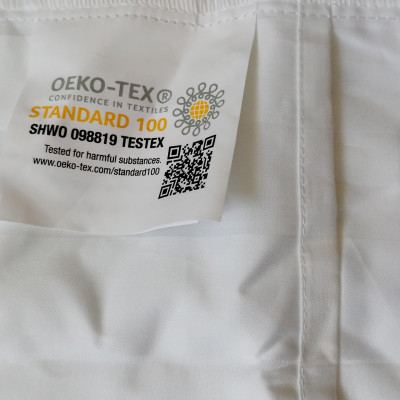 OEKO-TEX®
CONFIDENCE IN TEXTILES
STANDARD 100
SHWO 098819 TESTEX
Tested for harmful substances.
www.oeko-tex.com/standard100